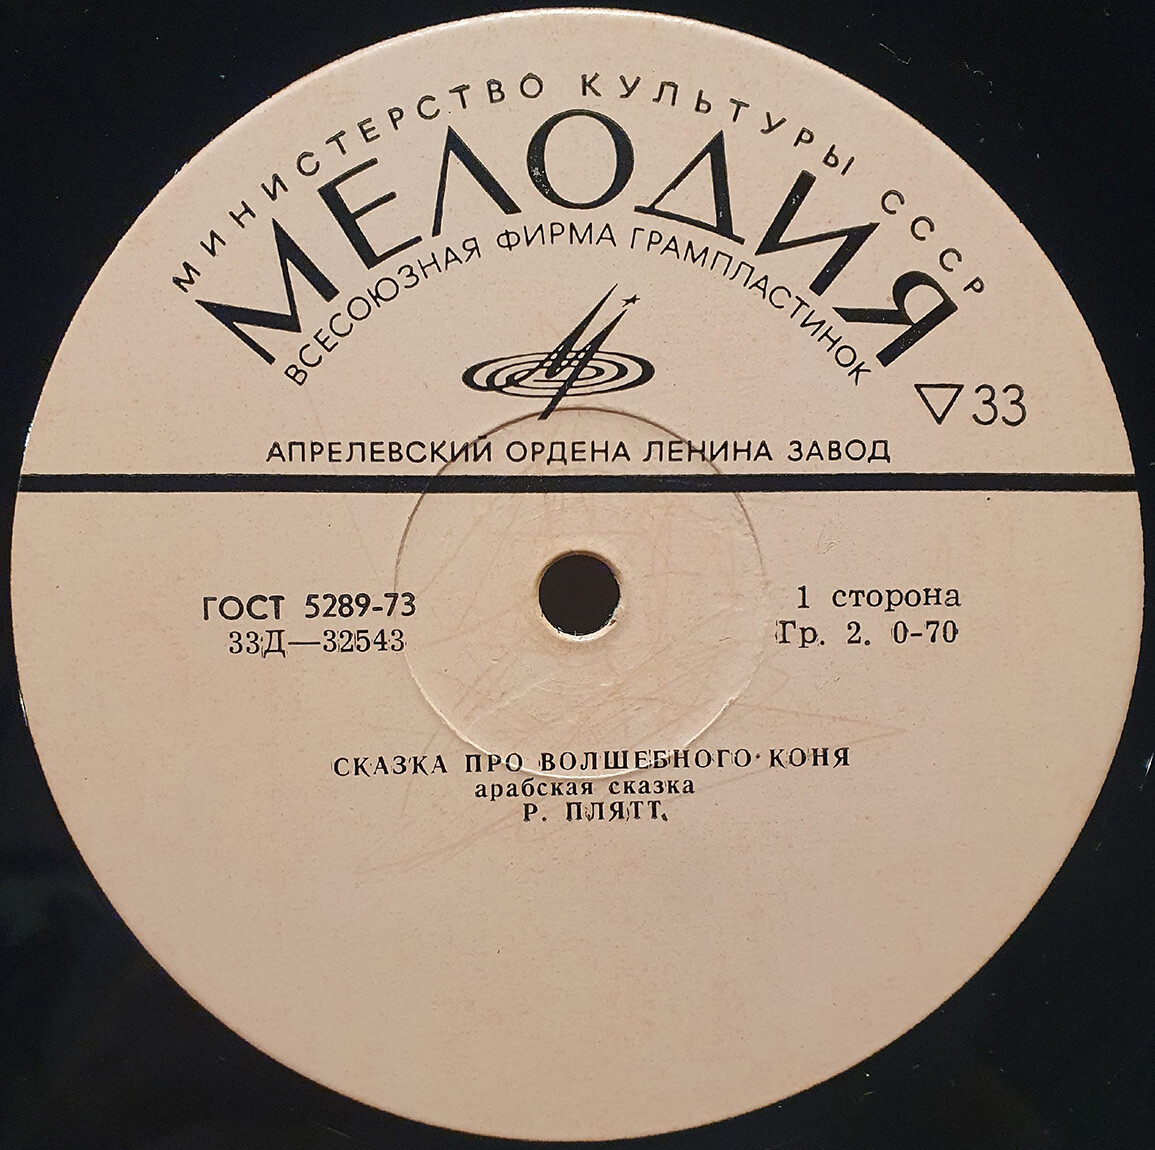 МИНИСТЕРСТВО КУЛЬТУРЫ СССР
МЕЛОДИЯ
ВСЕСОЮЗНАЯ ФИРМА ГРАМПЛАСТИНОК
▽33
АПРЕЛЕВСКИЙ ОРДЕНА ЛЕНИНА ЗАВОД
ГОСТ 5289-73
33Д—32543
1 сторона
Гр. 2. 0-70
СКАЗКА ПРО ВОЛШЕБНОГО КОНЯ
арабская сказка
Р. ПЛЯТТ.